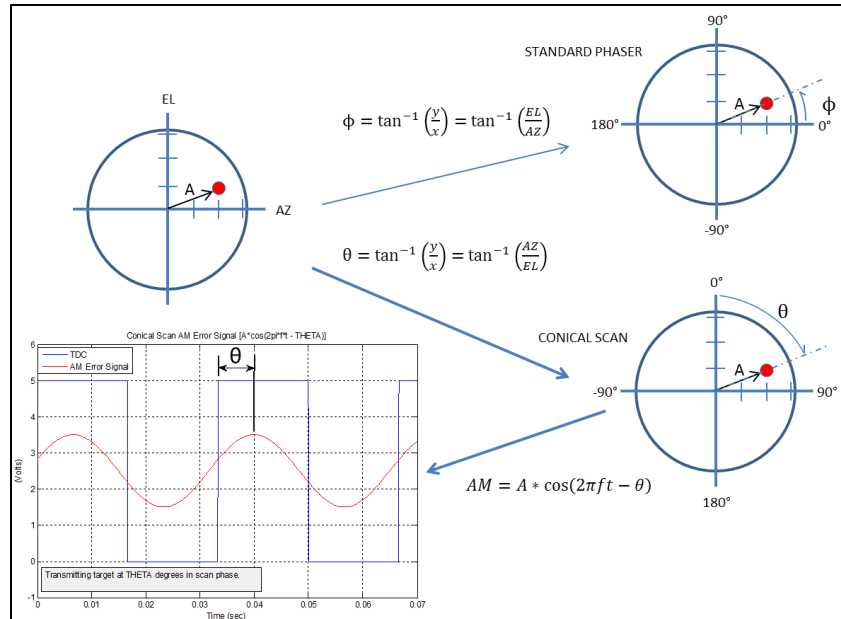 EL
A
AZ
ϕ = tan⁻¹(y/x) = tan⁻¹(EL/AZ)
θ = tan⁻¹(y/x) = tan⁻¹(AZ/EL)
STANDARD PHASER
90°
A
ϕ
180°
0°
-90°
CONICAL SCAN
0°
θ
A
-90°
90°
180°
AM = A * cos(2πft − θ)
Conical Scan AM Error Signal [A*cos(2pi*f*t - THETA)]
TDC
AM Error Signal
θ
(Volts)
6
5
4
3
2
1
0
-1
Transmitting target at THETA degrees in scan phase.
0 0.01 0.02 0.03 0.04 0.05 0.06 0.07
Time (sec)